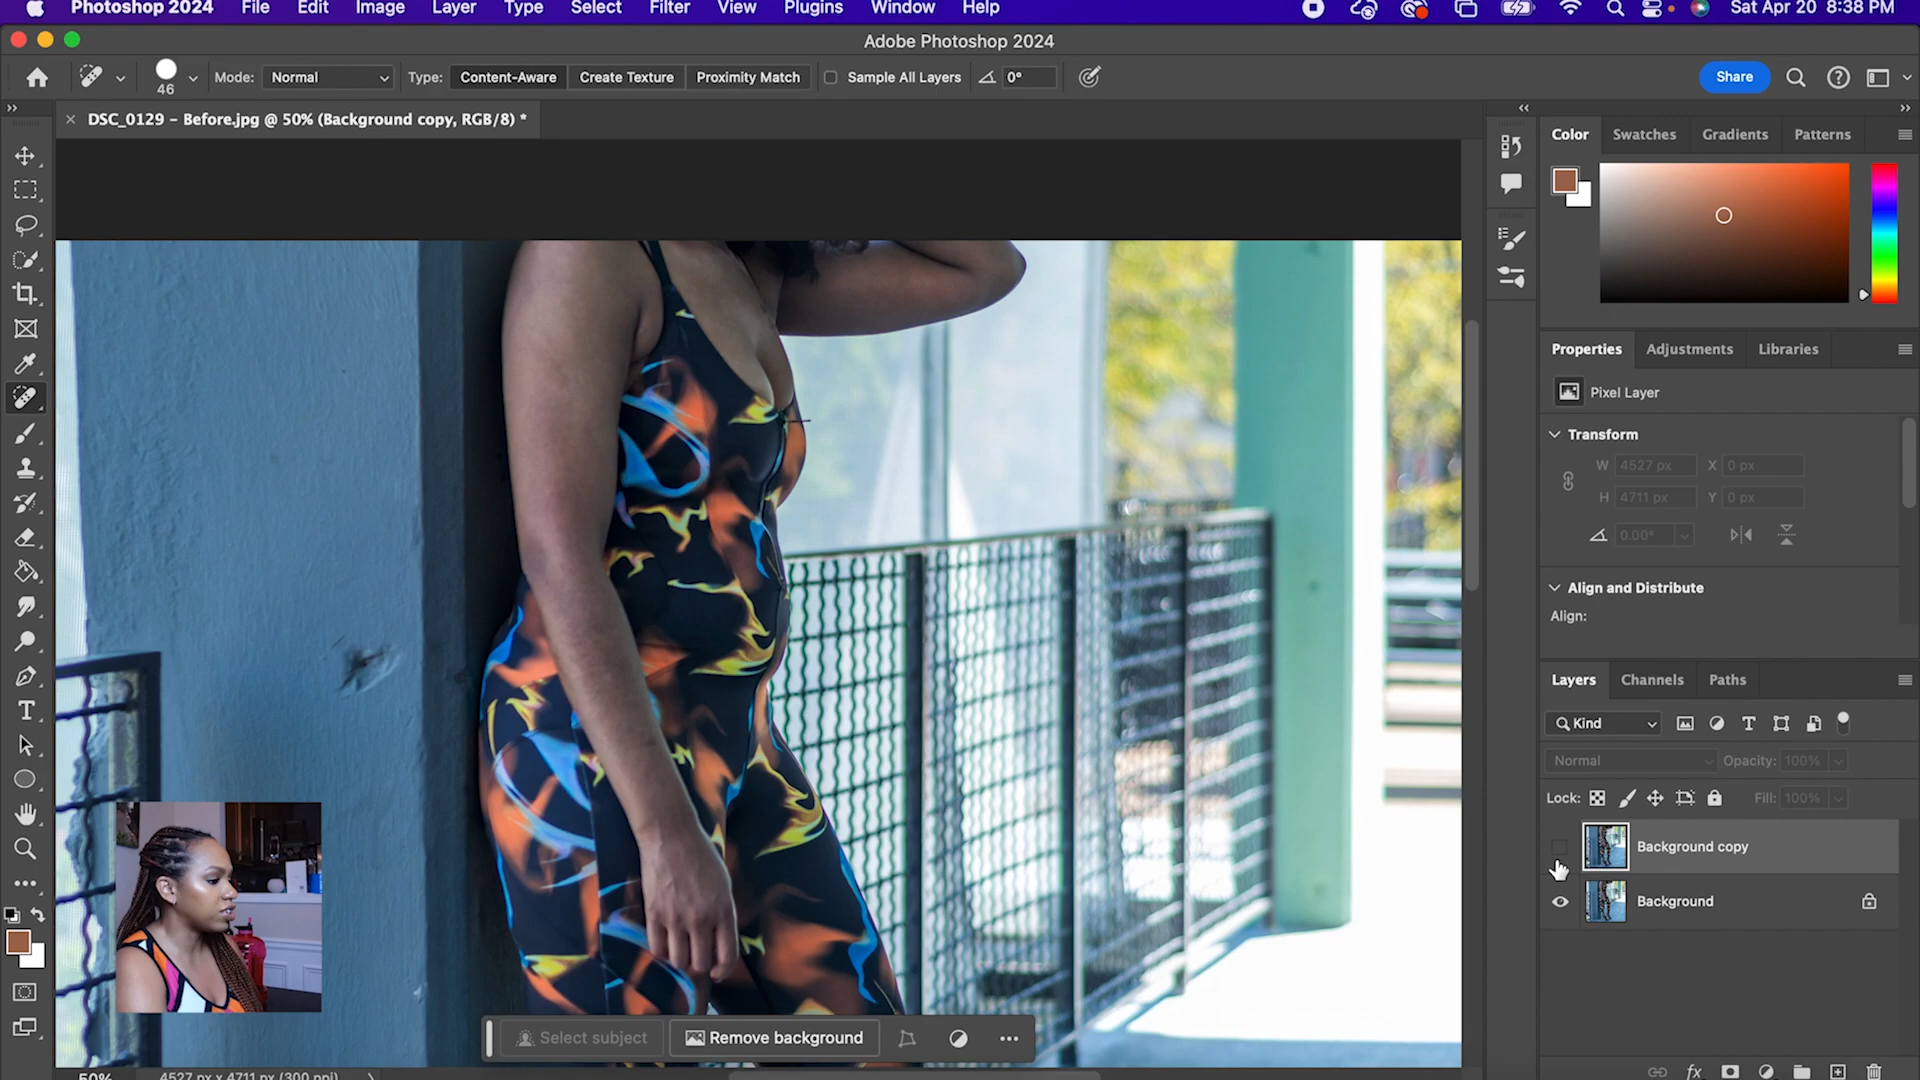 Photoshop 2024 File Edit Image Layer Type Select Filter View Plugins Window Help Sat Apr 20 8:38 PM
Adobe Photoshop 2024
46 Mode: Normal Type: Content-Aware Create Texture Proximity Match Sample All Layers 0° Share
DSC_0129 - Before.jpg @ 50% (Background copy, RGB/8) *
Color Swatches Gradients Patterns
Properties Adjustments Libraries
Pixel Layer
Transform
W 4527 px X 0 px
H 4711 px Y 0 px
0.00°
Align and Distribute
Align:
Layers Channels Paths
Kind
Normal Opacity: 100%
Lock: Fill: 100%
Background copy
Background
Select subject Remove background
50% 4527 px x 4711 px (300 ppi)
fx